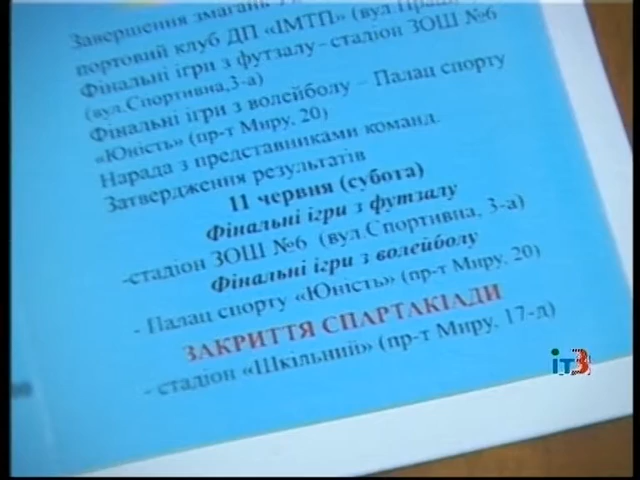 Завершення змагань
портовий клуб ДП «ІМТП» (вул.
Фінальні ігри з футзалу – стадіон ЗОШ №6
(вул.Спортивна,3-а)
Фінальні ігри з волейболу – Палац спорту
«Юність» (пр-т Миру, 20)
Нарада з представниками команд.
Затвердження результатів
11 червня (субота)
Фінальні ігри з футзалу
-стадіон ЗОШ №6 (вул.Спортивна, 3-а)
Фінальні ігри з волейболу
- Палац спорту «Юність» (пр-т Миру, 20)
ЗАКРИТТЯ СПАРТАКІАДИ
- стадіон «Шкільний» (пр-т Миру, 17-д)
іт3